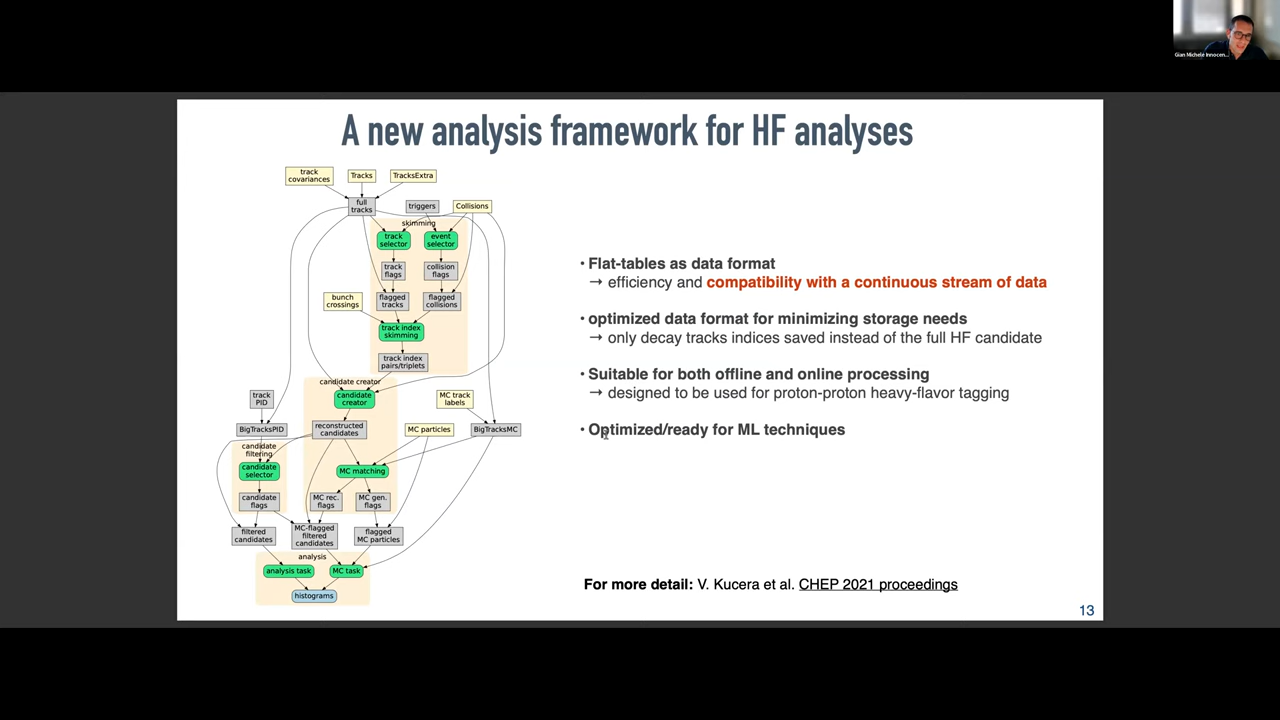 Gian Michele Innocen...
A new analysis framework for HF analyses
track
covariances
Tracks
TracksExtra
full
tracks
triggers
Collisions
skimming
track
selector
event
selector
track
flags
collision
flags
bunch
crossings
flagged
tracks
flagged
collisions
track index
skimming
track index
pairs/triplets
candidate creator
candidate
creator
track
PID
MC track
labels
BigTracksPID
reconstructed
candidates
MC particles
BigTracksMC
candidate
filtering
candidate
selector
MC matching
candidate
flags
MC rec.
flags
MC gen.
flags
filtered
candidates
MC-flagged
filtered
candidates
flagged
MC particles
analysis
analysis task
MC task
histograms
• Flat-tables as data format
→ efficiency and compatibility with a continuous stream of data
• optimized data format for minimizing storage needs
→ only decay tracks indices saved instead of the full HF candidate
• Suitable for both offline and online processing
→ designed to be used for proton-proton heavy-flavor tagging
• Optimized/ready for ML techniques
For more detail: V. Kucera et al. CHEP 2021 proceedings
13